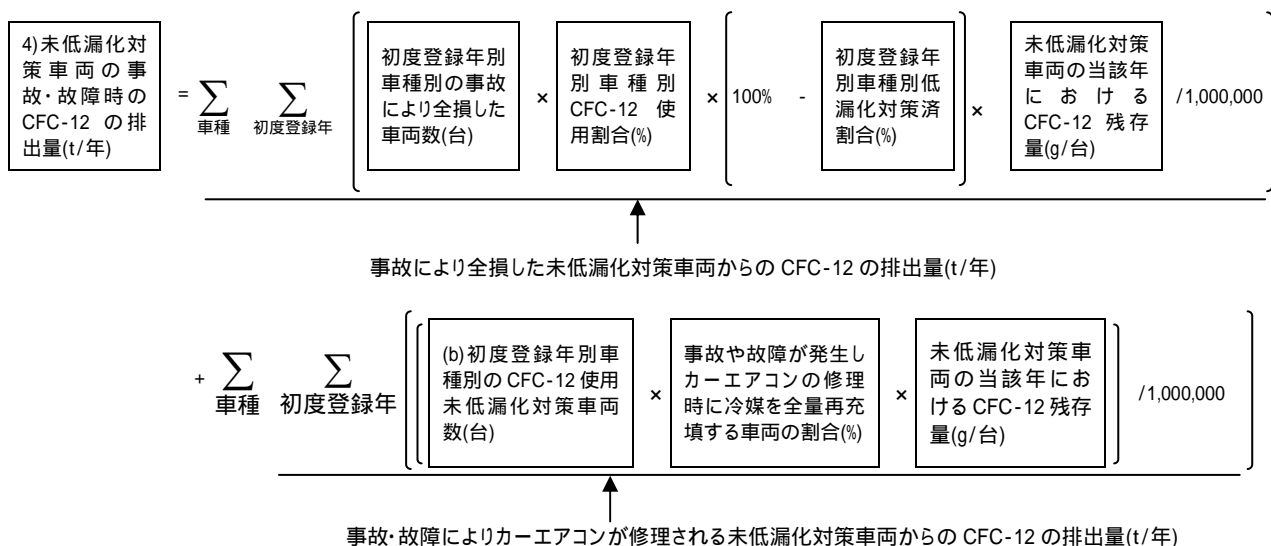 4)未低漏化対
策車両の事
故・故障時の
CFC-12 の排
出量(t/年)
=
∑
車種
∑
初度登録年
初度登録年別
車種別の事故
により全損した
車両数(台)
×
初度登録年
別車種別
CFC-12 使
用割合(%)
×
100%
-
初度登録年
別車種別低
漏化対策済
割合(%)
×
未低漏化対策
車両の当該年
における
CFC-12 残存
量(g/台)
/1,000,000
事故により全損した未低漏化対策車両からの CFC-12 の排出量(t/年)
+
∑
車種
∑
初度登録年
(b)初度登録年別車
種別の CFC-12 使用
未低漏化対策車両
数(台)
×
事故や故障が発生し
カーエアコンの修理
時に冷媒を全量再充
填する車両の割合(%)
×
未低漏化対策車
両の当該年にお
ける CFC-12 残存
量(g/台)
/1,000,000
事故・故障によりカーエアコンが修理される未低漏化対策車両からの CFC-12 の排出量(t/年)